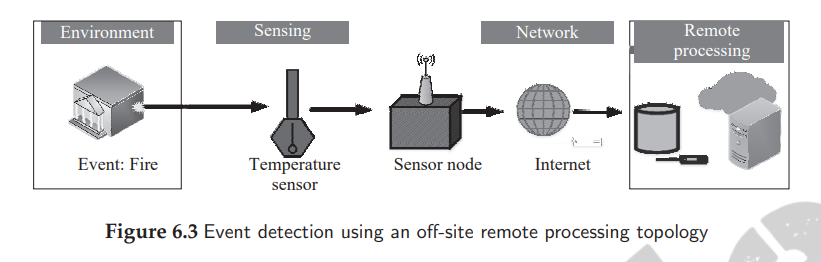 Environment
Sensing
Network
Remote
processing
Event: Fire
Temperature
sensor
Sensor node
Internet
Figure 6.3 Event detection using an off-site remote processing topology